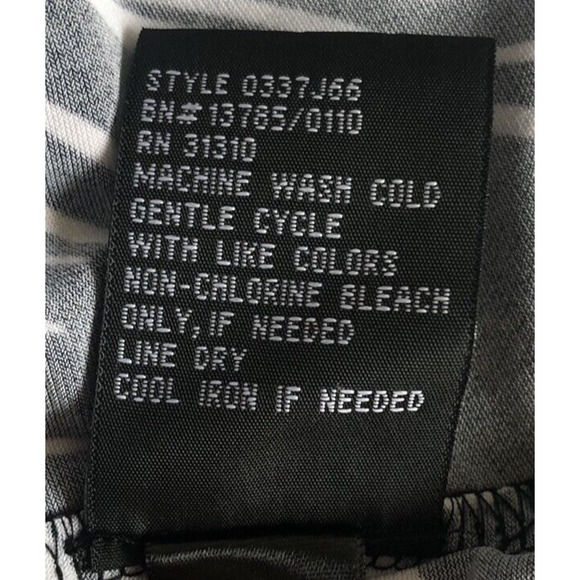 STYLE 0337J66
BN# 13785/0110
RN 31310
MACHINE WASH COLD
GENTLE CYCLE
WITH LIKE COLORS
NON-CHLORINE BLEACH
ONLY, IF NEEDED
LINE DRY
COOL IRON IF NEEDED